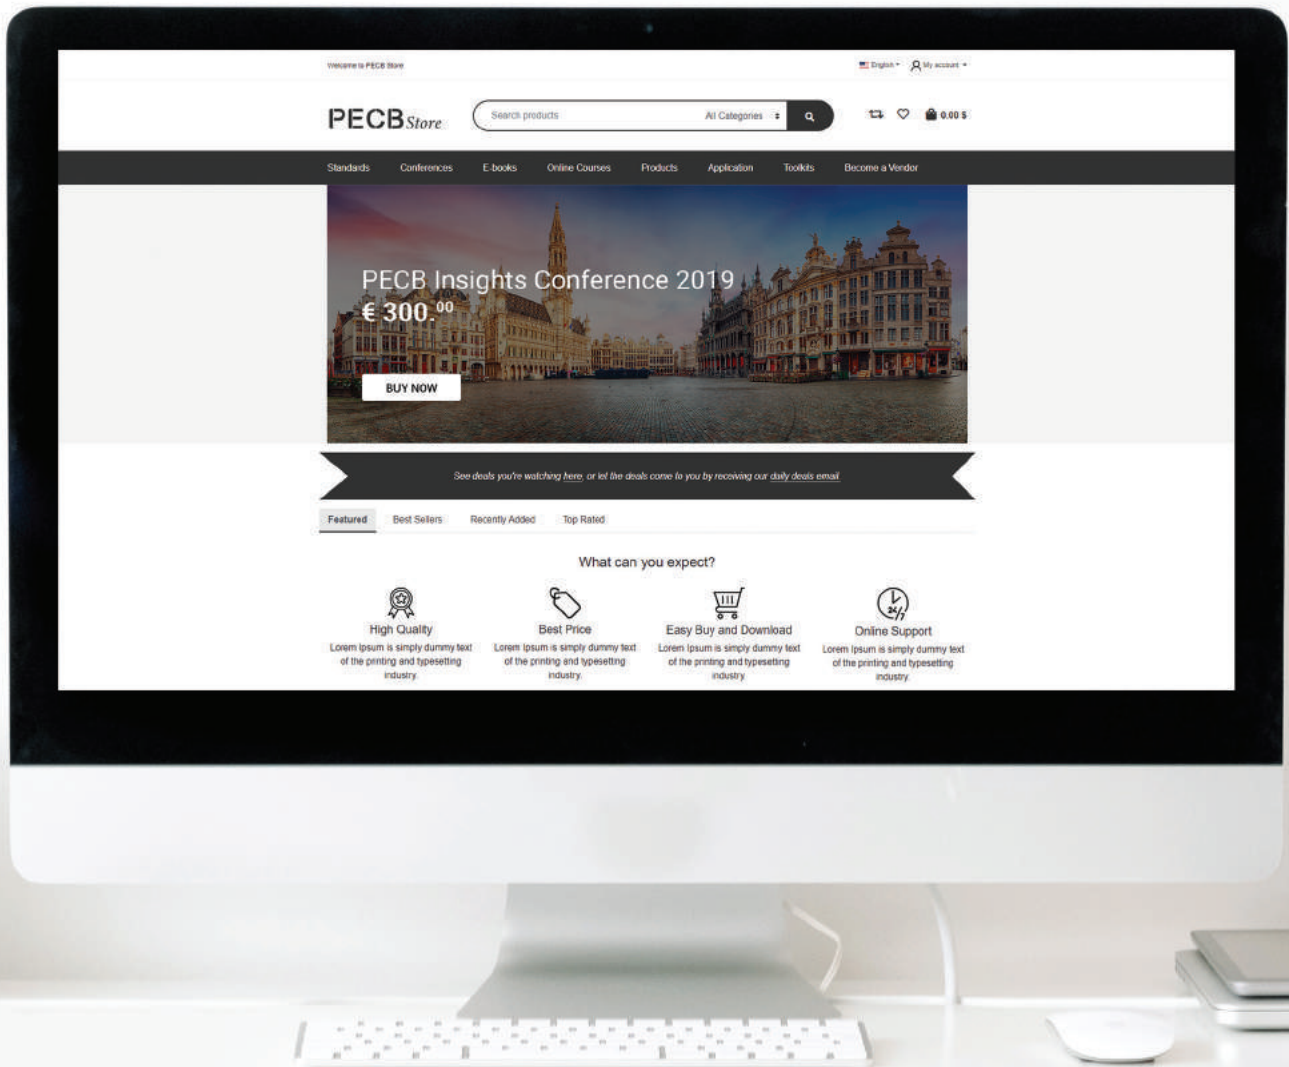 Welcome to PECB Store
English
My account
PECB Store
Search products
All Categories
0.00 $
Standards
Conferences
E-books
Online Courses
Products
Application
Toolkits
Become a Vendor
PECB Insights Conference 2019
€ 300.00
BUY NOW
See deals you're watching here, or let the deals come to you by receiving our daily deals email
Featured
Best Sellers
Recently Added
Top Rated
What can you expect?
High Quality
Lorem Ipsum is simply dummy text
of the printing and typesetting
industry.
Best Price
Lorem Ipsum is simply dummy text
of the printing and typesetting
industry.
Easy Buy and Download
Lorem Ipsum is simply dummy text
of the printing and typesetting
industry
24/7
Online Support
Lorem Ipsum is simply dummy text
of the printing and typesetting
industry.